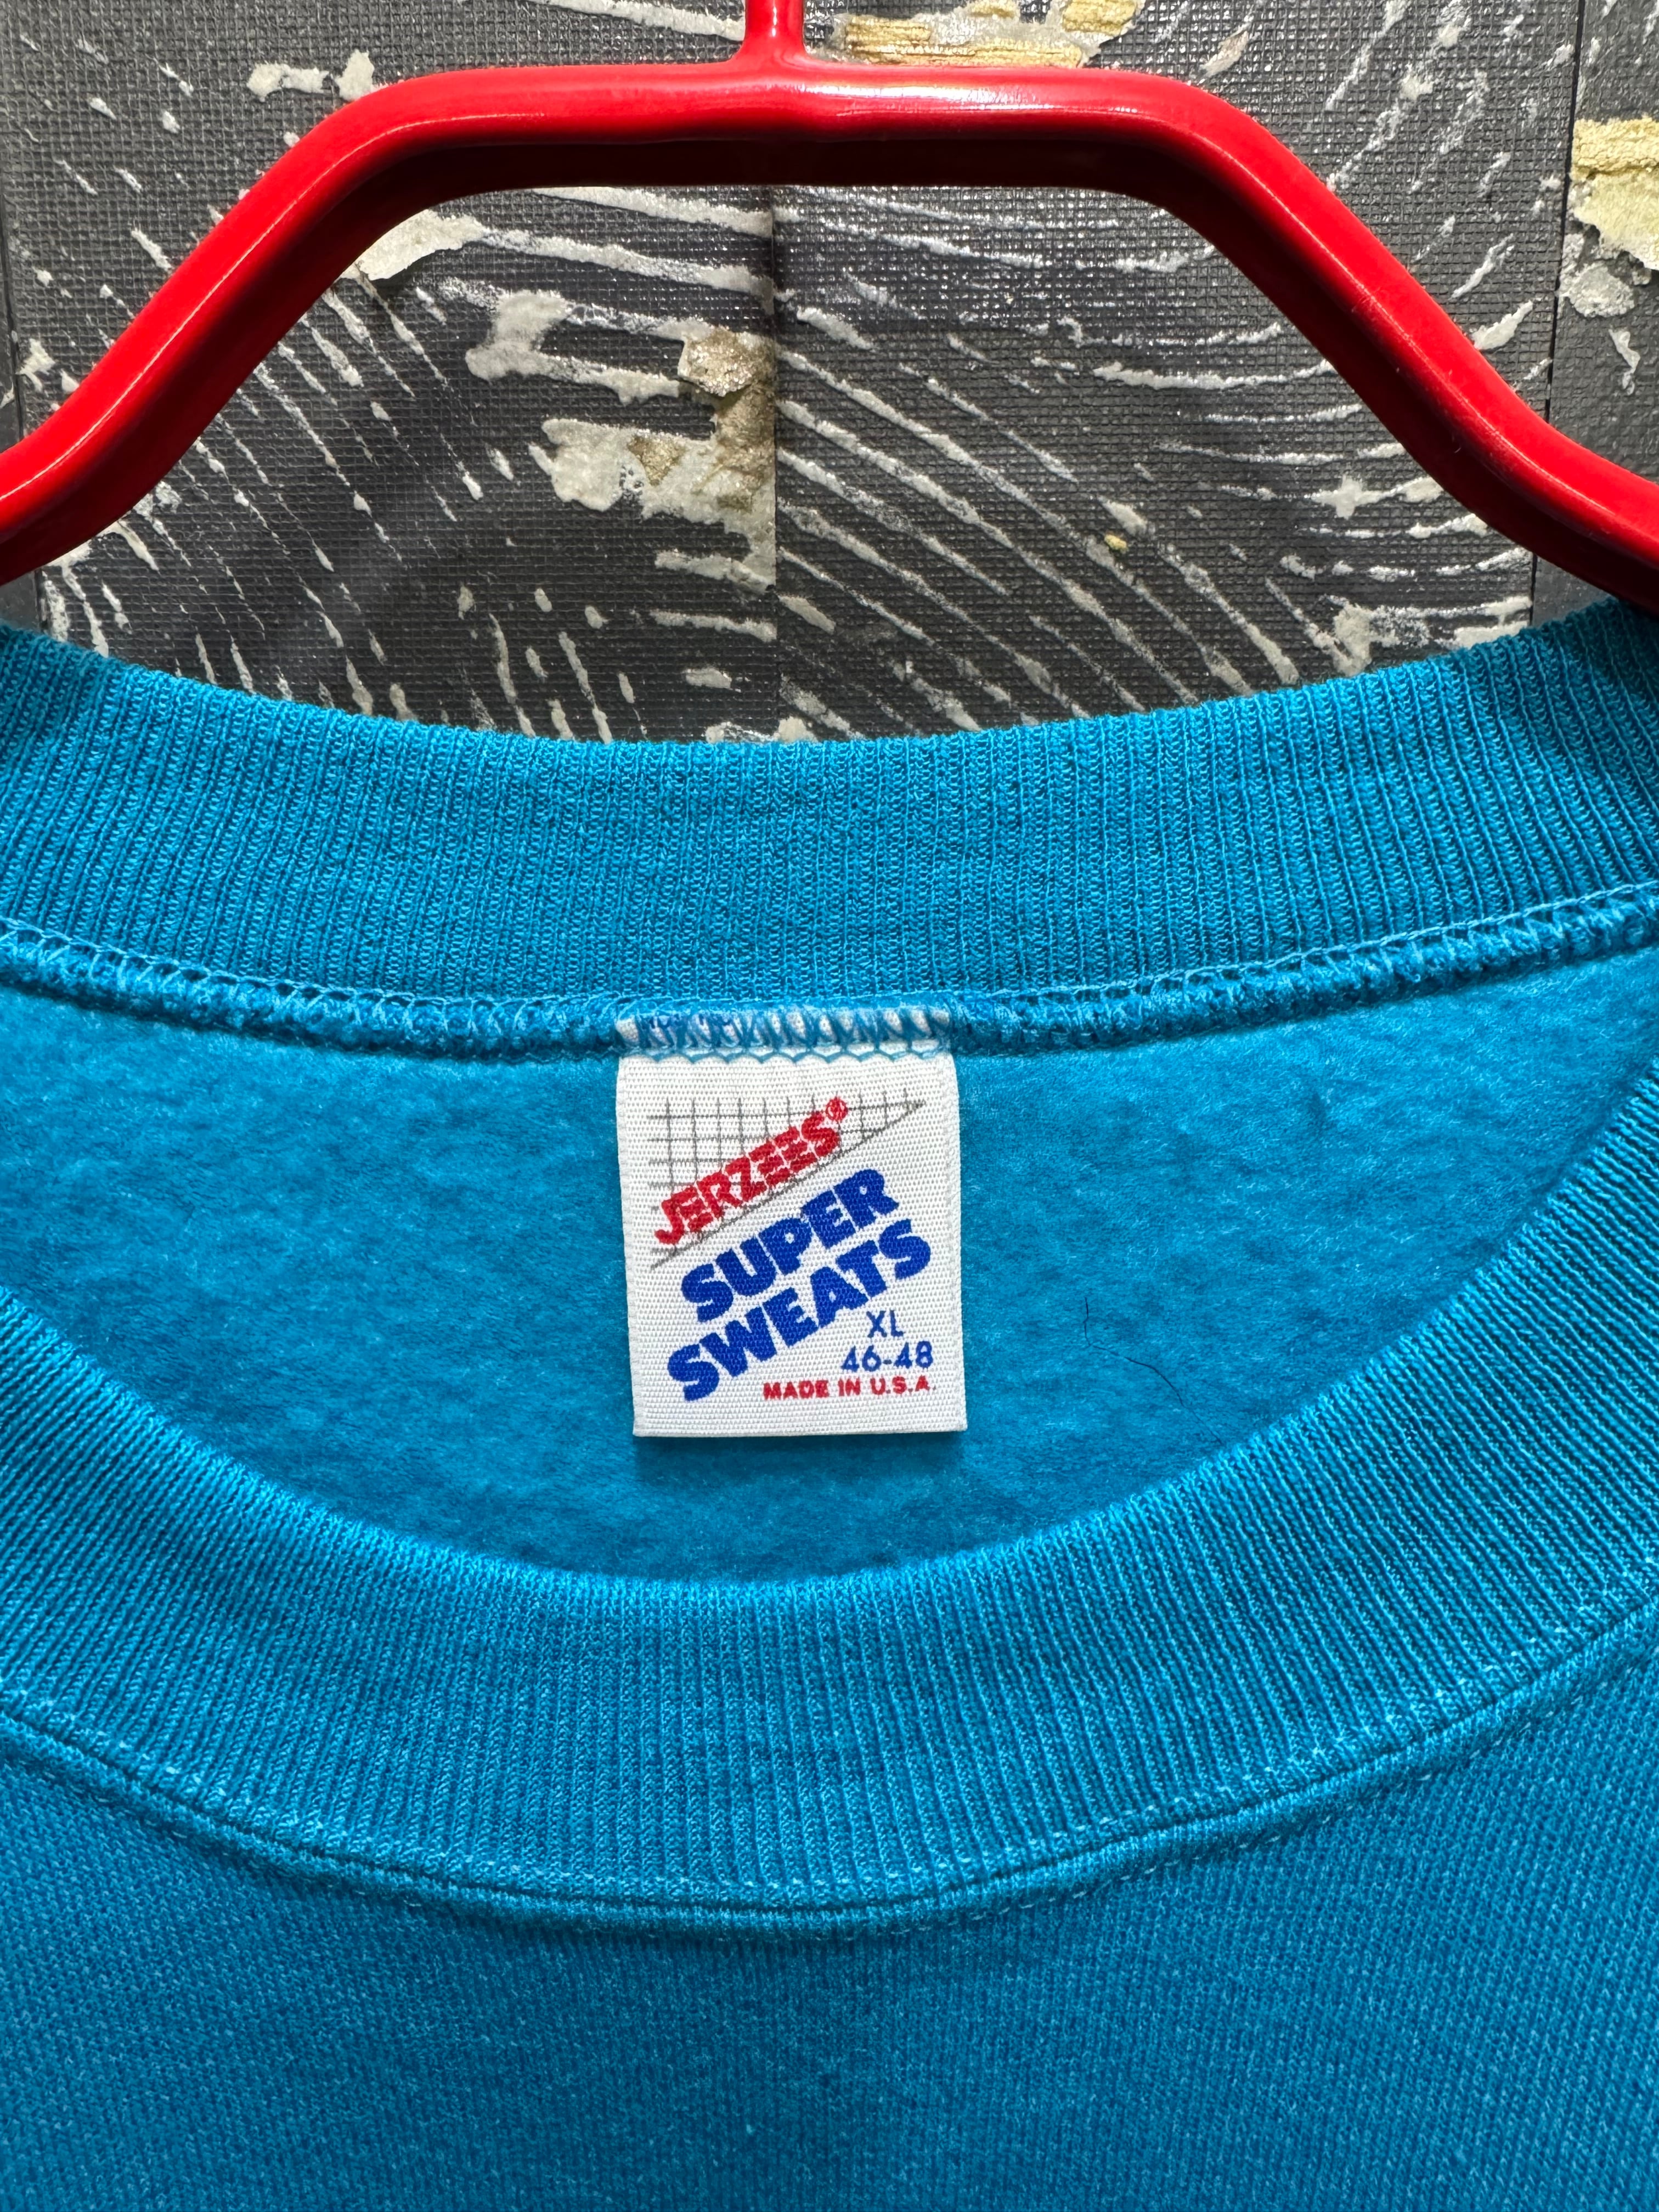 JERZEES®
SUPER
SWEATS
XL
46-48
MADE IN U.S.A.